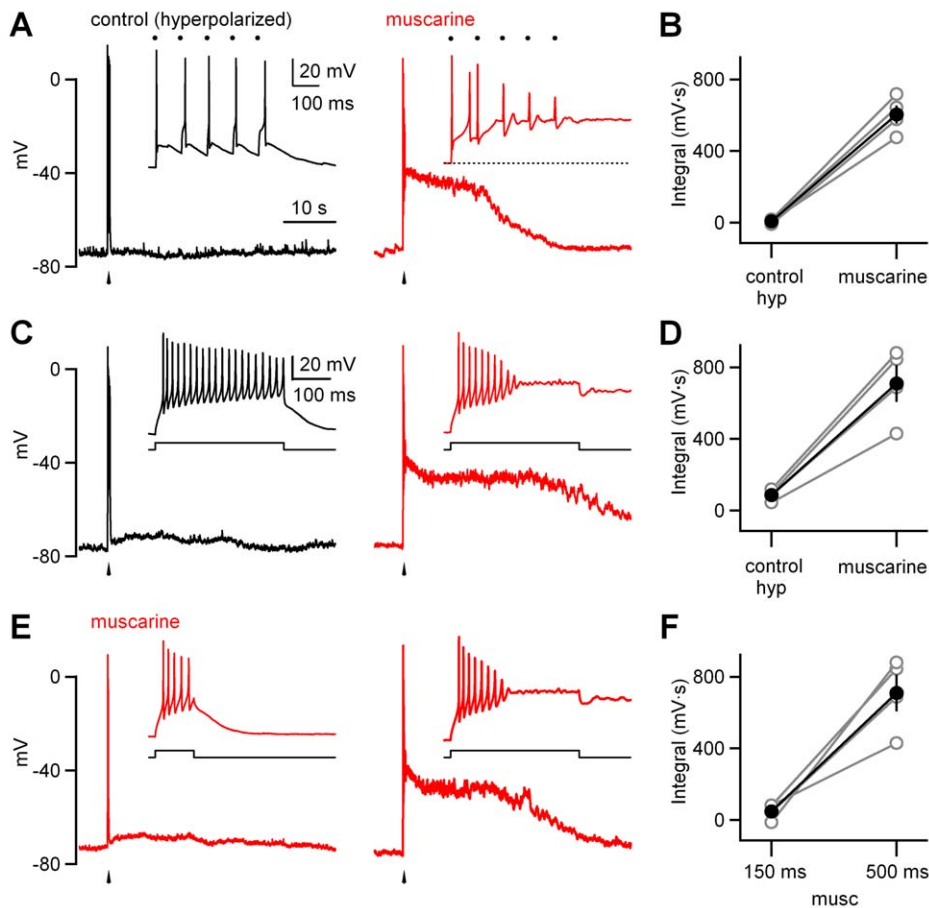 A
control (hyperpolarized)
muscarine
B
20 mV
100 ms
10 s
mV
0
-40
-80
Integral (mV·s)
800
400
0
control
hyp
muscarine
C
20 mV
100 ms
mV
0
-40
-80
D
Integral (mV·s)
800
400
0
control
hyp
muscarine
E
muscarine
mV
0
-40
-80
F
Integral (mV·s)
800
400
0
150 ms
500 ms
musc